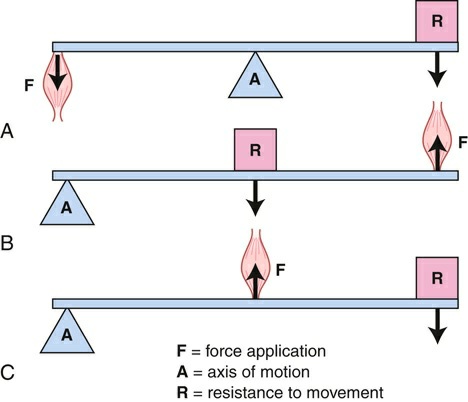 R
F
A
A
R
F
A
B
F
R
A
C
F = force application
A = axis of motion
R = resistance to movement